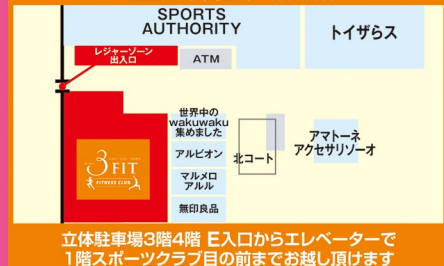 SPORTS
AUTHORITY
トイザらス
レジャーゾーン
出入口
ATM
世界中の
wakuwaku
集めました
アルビオン
マルメロ
アルル
無印良品
北コート
アマトーネ
アクセサリソーオ
3FIT
FITNESS CLUB
立体駐車場3階4階 E入口からエレベーターで
1階スポーツクラブ目の前までお越し頂けます